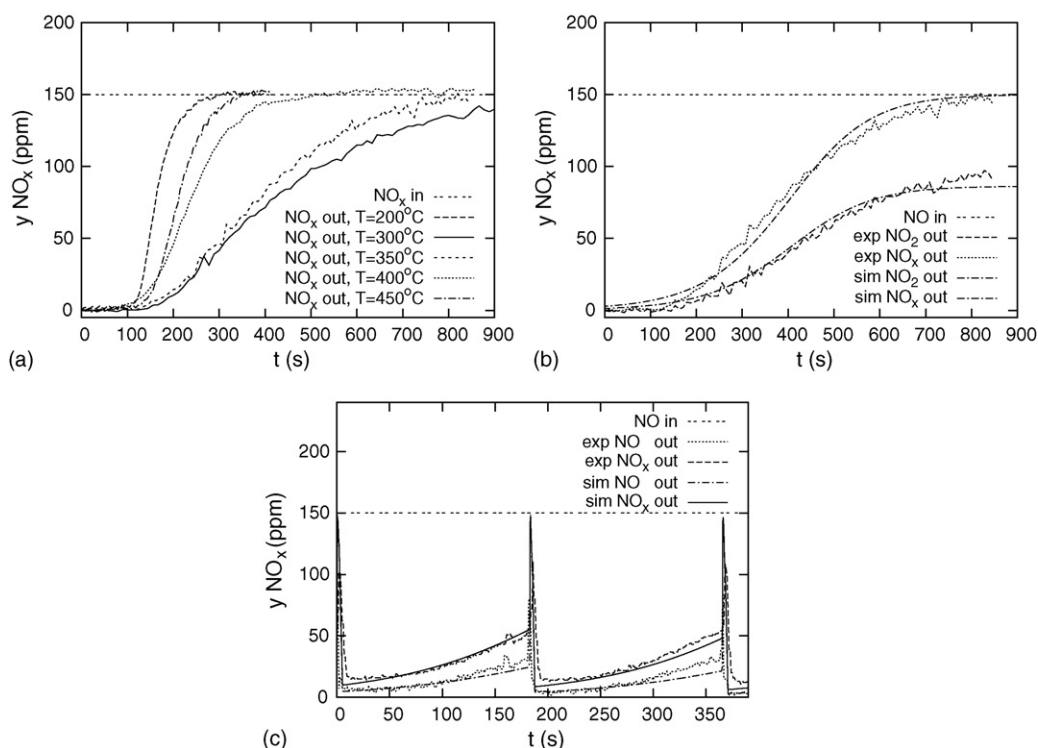 200
150
100
50
0
y NOx (ppm)
NOx in
NOx out, T=200°C
NOx out, T=300°C
NOx out, T=350°C
NOx out, T=400°C
NOx out, T=450°C
0 100 200 300 400 500 600 700 800 900
(a)
t (s)
200
150
100
50
0
y NOx (ppm)
NO in
exp NO2 out
exp NOx out
sim NO2 out
sim NOx out
0 100 200 300 400 500 600 700 800 900
(b)
t (s)
200
150
100
50
0
y NOx (ppm)
NO in
exp NO out
exp NOx out
sim NO out
sim NOx out
0 50 100 150 200 250 300 350
(c)
t (s)